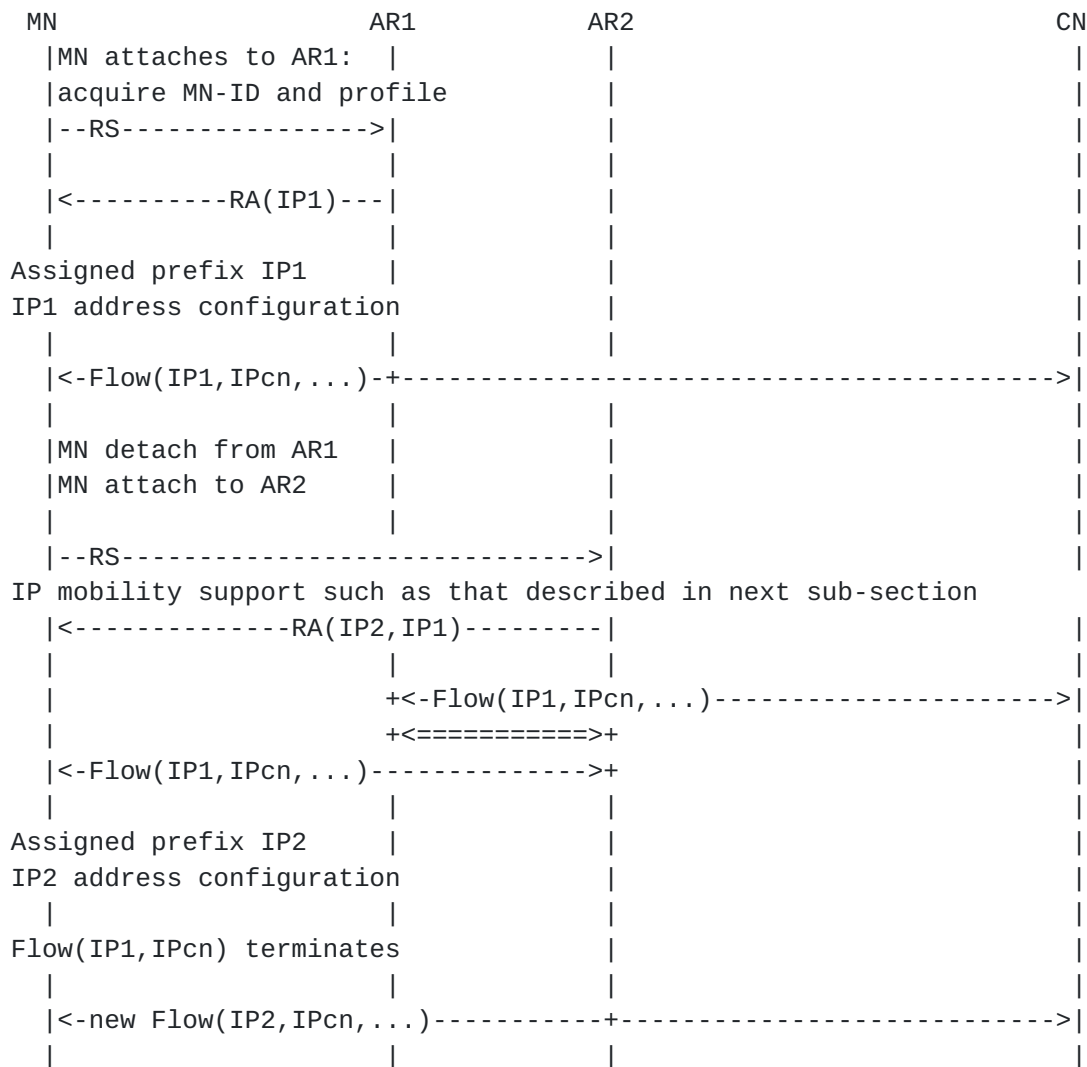 MN                   AR1          AR2                        CN
  |MN attaches to AR1:  |            |                          |
  |acquire MN-ID and profile         |                          |
  |--RS---------------->|            |                          |
  |                     |            |                          |
  |<----------RA(IP1)---|            |                          |
  |                     |            |                          |
Assigned prefix IP1     |            |                          |
IP1 address configuration            |                          |
  |                     |            |                          |
  |<-Flow(IP1,IPcn,...)-+------------------------------------------>|
  |                     |            |                          |
  |MN detach from AR1   |            |                          |
  |MN attach to AR2     |            |                          |
  |                     |            |                          |
  |--RS------------------------------>|                          |
IP mobility support such as that described in next sub-section
  |<--------------RA(IP2,IP1)---------|                          |
  |                     |            |                          |
  |                     +<-Flow(IP1,IPcn,...)---------------------->|
  |                     +<===========>+                          |
  |<-Flow(IP1,IPcn,...)-------------->+                          |
  |                     |            |                          |
Assigned prefix IP2     |            |                          |
IP2 address configuration            |                          |
  |                     |            |                          |
Flow(IP1,IPcn) terminates            |                          |
  |                     |            |                          |
  |<-new Flow(IP2,IPcn,...)-----------+---------------------------->|
  |                     |            |                          |